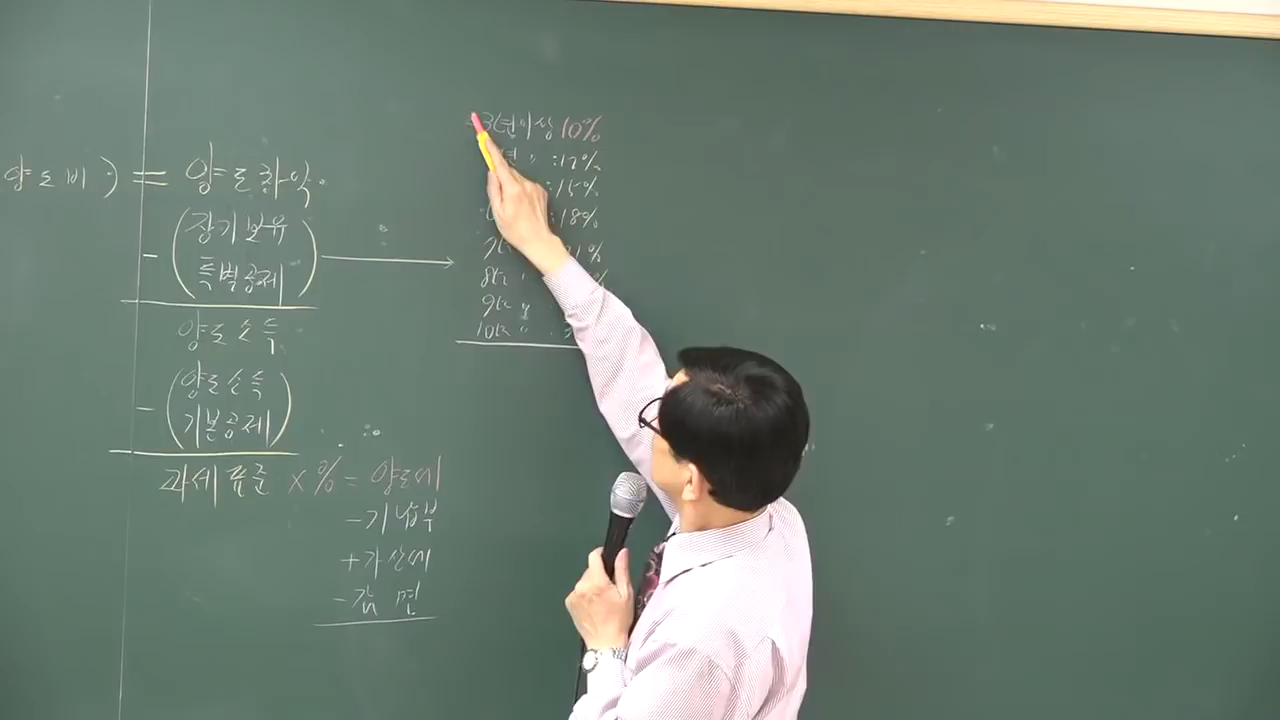 양도비) = 양도차익
- (장기보유
특별공제)
양도소득
- (양도소득
기본공제)
과세표준 × % = 양도세
- 기납부
+ 가산세
- 감면
3년이상 10%
년 〃 : 12%
: 15%
: 18%
7년 1%
8년 〃 %
9년 〃
10년 〃 :